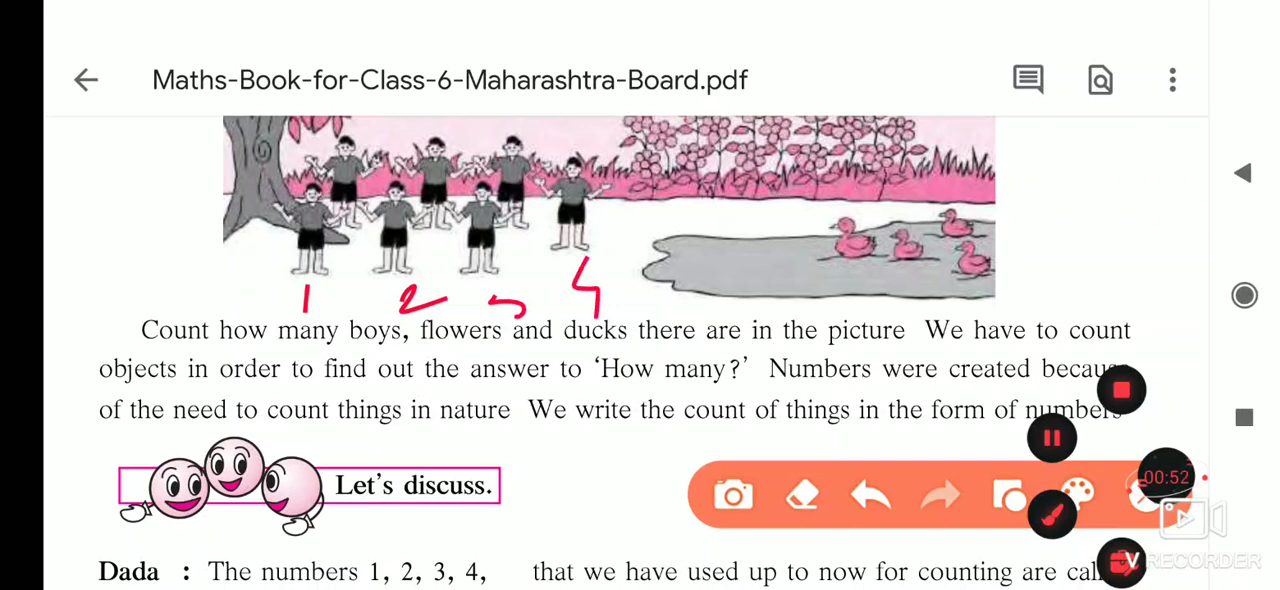 Maths-Book-for-Class-6-Maharashtra-Board.pdf
1 2 3 4
Count how many boys, flowers and ducks there are in the picture We have to count
objects in order to find out the answer to ‘How many?’ Numbers were created becaus
of the need to count things in nature We write the count of things in the form of numbers
Let's discuss.
00:52
Dada : The numbers 1, 2, 3, 4, that we have used up to now for counting are cal
V RECORDER